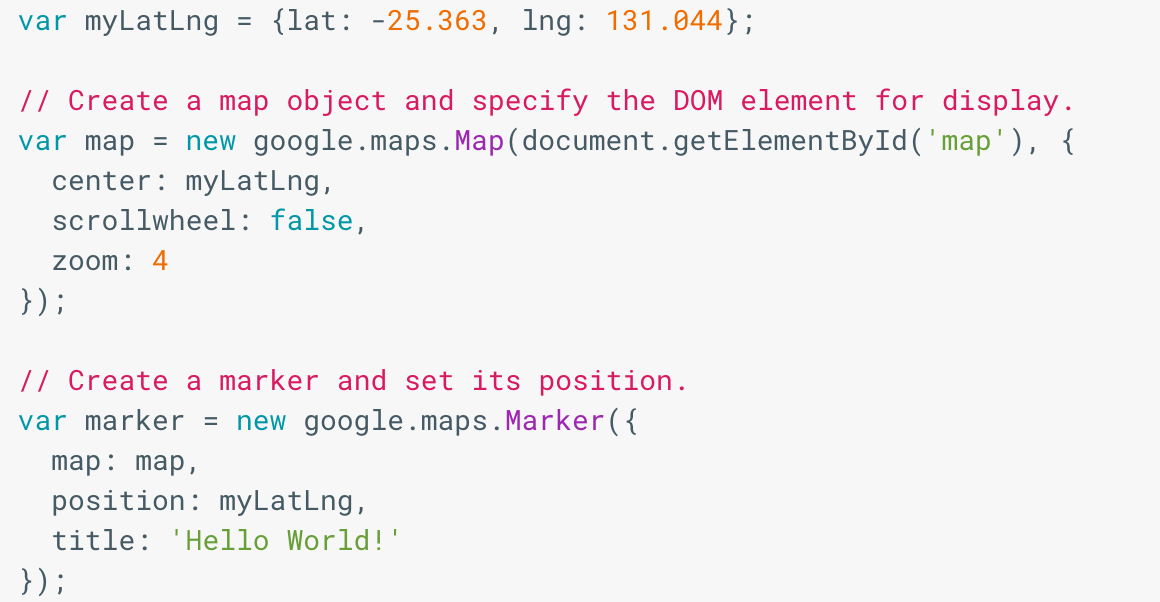 var myLatLng = {lat: -25.363, lng: 131.044};
// Create a map object and specify the DOM element for display.
var map = new google.maps.Map(document.getElementById('map'), {
  center: myLatLng,
  scrollwheel: false,
  zoom: 4
});
// Create a marker and set its position.
var marker = new google.maps.Marker({
  map: map,
  position: myLatLng,
  title: 'Hello World!'
});